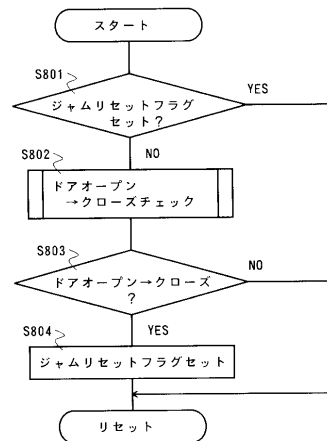 スタート
S801
ジャムリセットフラグ
セット?
YES
NO
S802
ドアオープン
→クローズチェック
S803
ドアオープン→クローズ
?
NO
YES
S804
ジャムリセットフラグセット
リセット